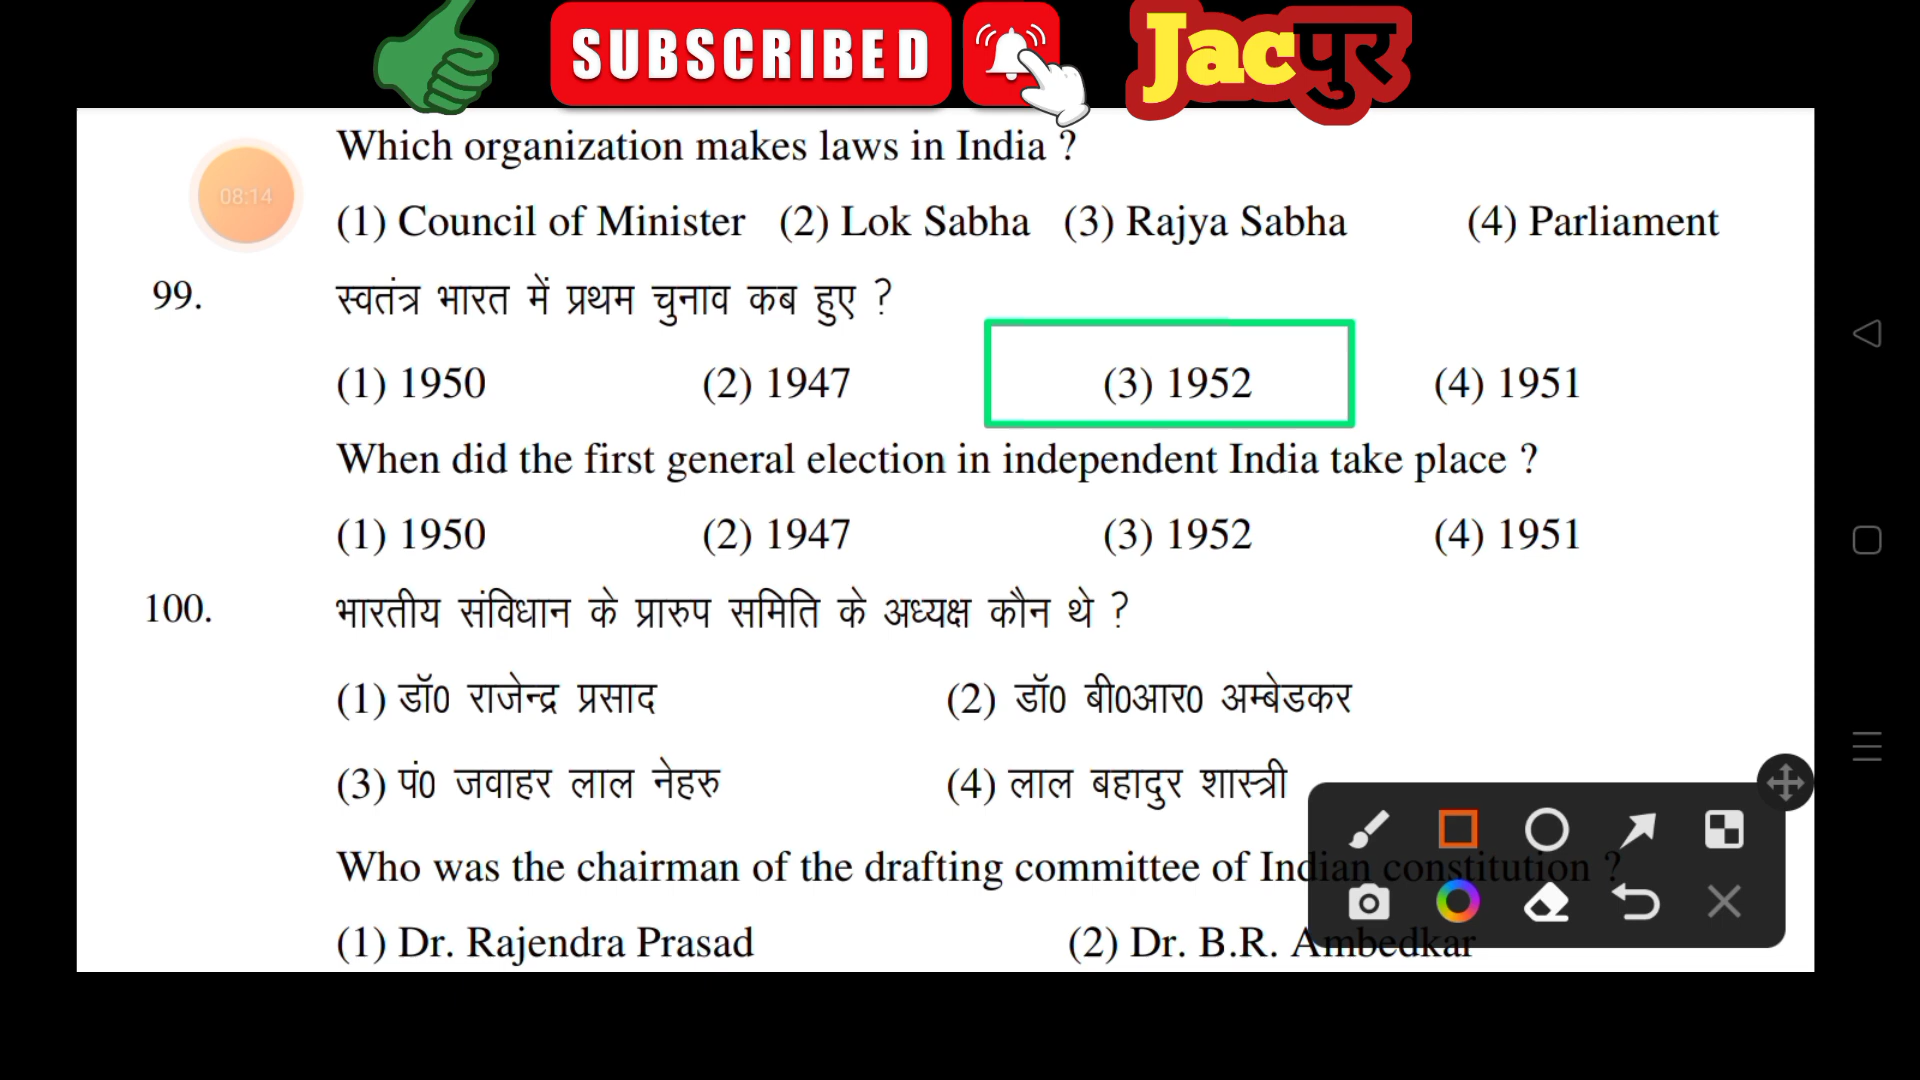 SUBSCRIBED
Jacपुर
Which organization makes laws in India ?
08:14
(1) Council of Minister (2) Lok Sabha (3) Rajya Sabha (4) Parliament
99. स्वतंत्र भारत में प्रथम चुनाव कब हुए ?
(1) 1950 (2) 1947 (3) 1952 (4) 1951
When did the first general election in independent India take place ?
(1) 1950 (2) 1947 (3) 1952 (4) 1951
100. भारतीय संविधान के प्रारुप समिति के अध्यक्ष कौन थे ?
(1) डॉ0 राजेन्द्र प्रसाद (2) डॉ0 बी0आर0 अम्बेडकर
(3) पं0 जवाहर लाल नेहरु (4) लाल बहादुर शास्त्री
Who was the chairman of the drafting committee of Indian constitution ?
(1) Dr. Rajendra Prasad (2) Dr. B.R. Ambedkar